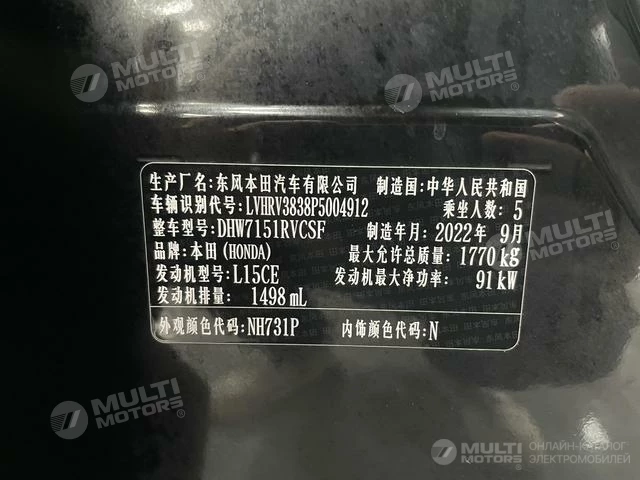 MULTI MOTORS®
MULTI MOTORS®
生产厂名:东风本田汽车有限公司 制造国:中华人民共和国
车辆识别代号:LVHRV3838P5004912 乘坐人数: 5
整车型号:DHW7151RVCSF 制造年月:2022年 9月
品牌:本田(HONDA) 最大允许总质量: 1770 kg
发动机型号:L15CE 发动机最大净功率: 91 kW
发动机排量: 1498 mL
外观颜色代码:NH731P 内饰颜色代码:N
MULTI MOTORS®
MULTI MOTORS® ОНЛАЙН-КАТАЛОГ ЭЛЕКТРОМОБИЛЕЙ